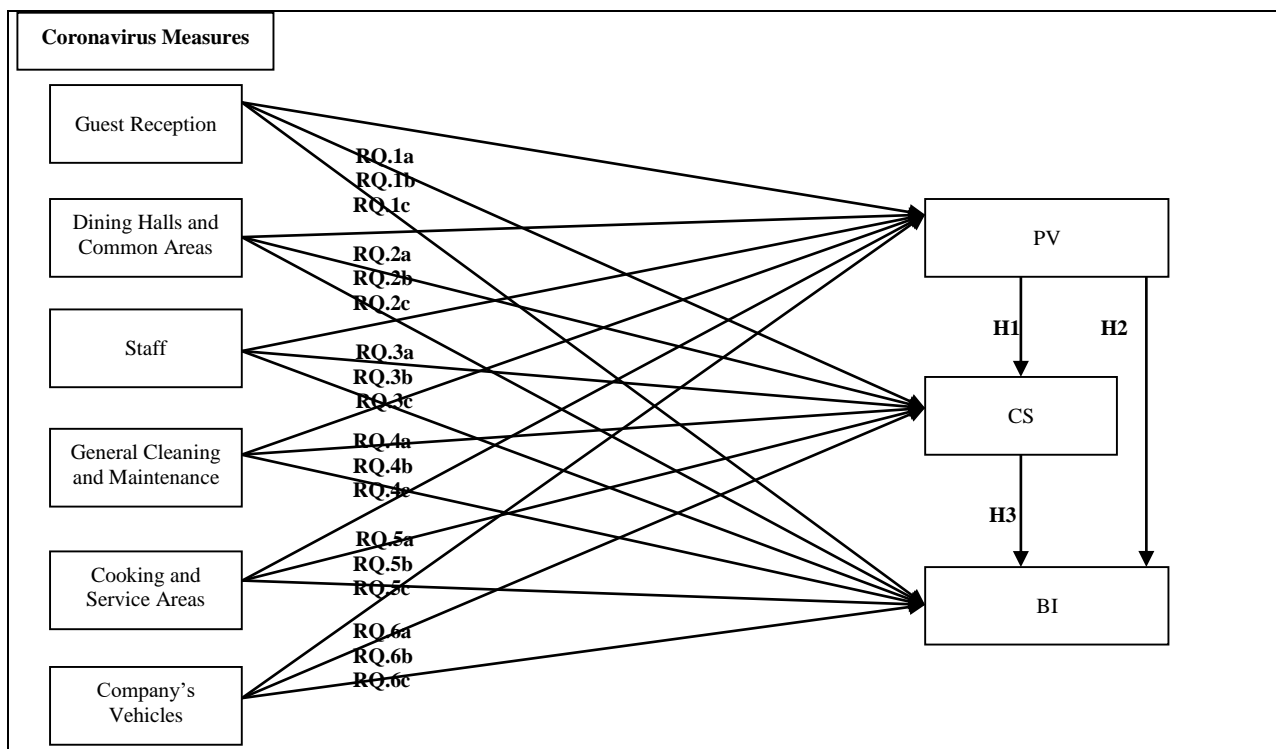 Coronavirus Measures
Guest Reception
RQ.1a
RQ.1b
RQ.1c
Dining Halls and
Common Areas
PV
RQ.2a
RQ.2b
RQ.2c
Staff
H1
H2
RQ.3a
RQ.3b
RQ.3c
CS
General Cleaning
and Maintenance
RQ.4a
RQ.4b
RQ.4c
H3
Cooking and
Service Areas
RQ.5a
RQ.5b
RQ.5c
BI
RQ.6a
RQ.6b
RQ.6c
Company’s
Vehicles